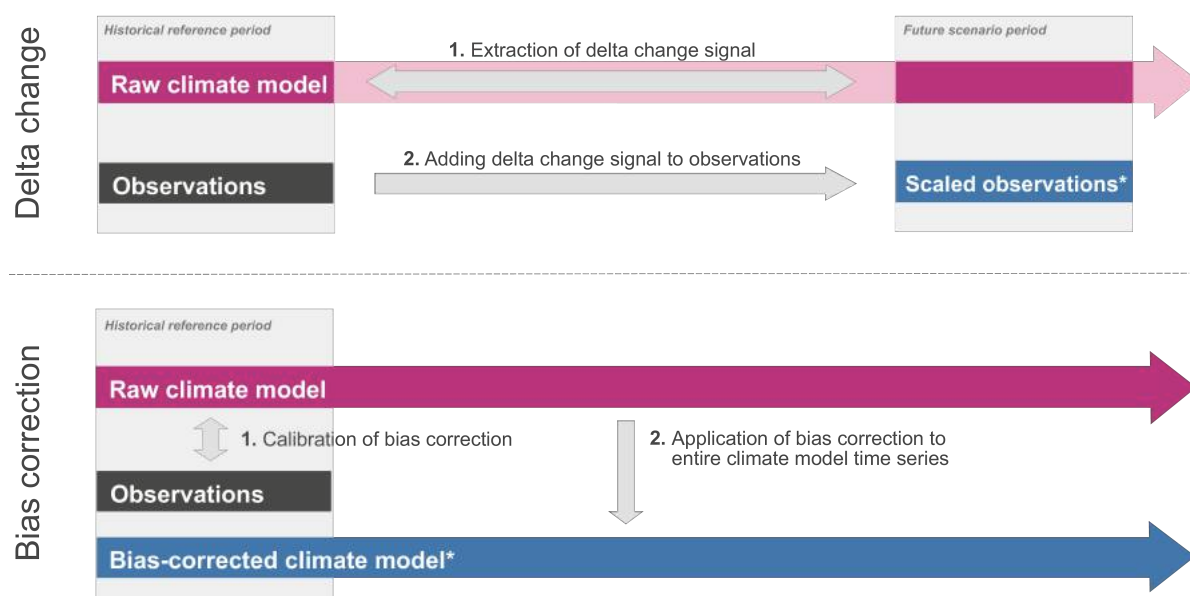 Delta change
Historical reference period
Future scenario period
1. Extraction of delta change signal
Raw climate model
2. Adding delta change signal to observations
Observations
Scaled observations*
Bias correction
Historical reference period
Raw climate model
1. Calibration of bias correction
2. Application of bias correction to
entire climate model time series
Observations
Bias-corrected climate model*